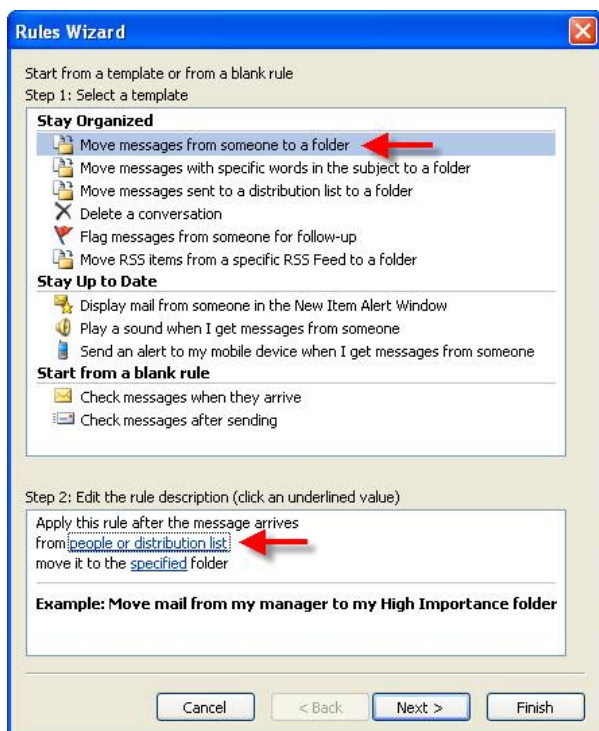 Rules Wizard
Start from a template or from a blank rule
Step 1: Select a template
Stay Organized
Move messages from someone to a folder
Move messages with specific words in the subject to a folder
Move messages sent to a distribution list to a folder
Delete a conversation
Flag messages from someone for follow-up
Move RSS items from a specific RSS Feed to a folder
Stay Up to Date
Display mail from someone in the New Item Alert Window
Play a sound when I get messages from someone
Send an alert to my mobile device when I get messages from someone
Start from a blank rule
Check messages when they arrive
Check messages after sending
Step 2: Edit the rule description (click an underlined value)
Apply this rule after the message arrives
from people or distribution list
move it to the specified folder
Example: Move mail from my manager to my High Importance folder
Cancel < Back Next > Finish